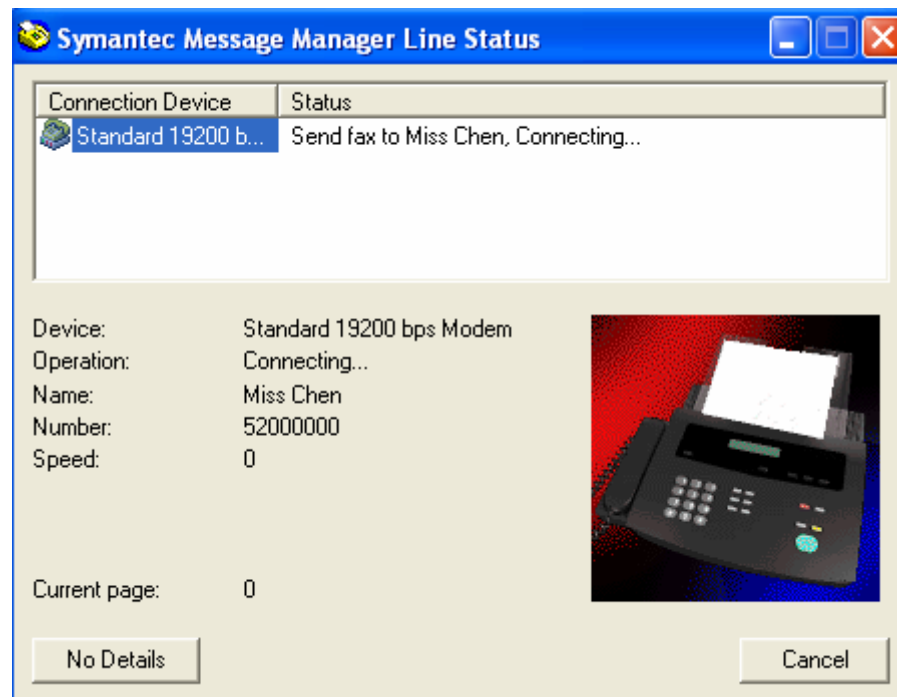 Symantec Message Manager Line Status
Connection Device Status
Standard 19200 b... Send fax to Miss Chen, Connecting...
Device: Standard 19200 bps Modem
Operation: Connecting...
Name: Miss Chen
Number: 52000000
Speed: 0
Current page: 0
No Details Cancel